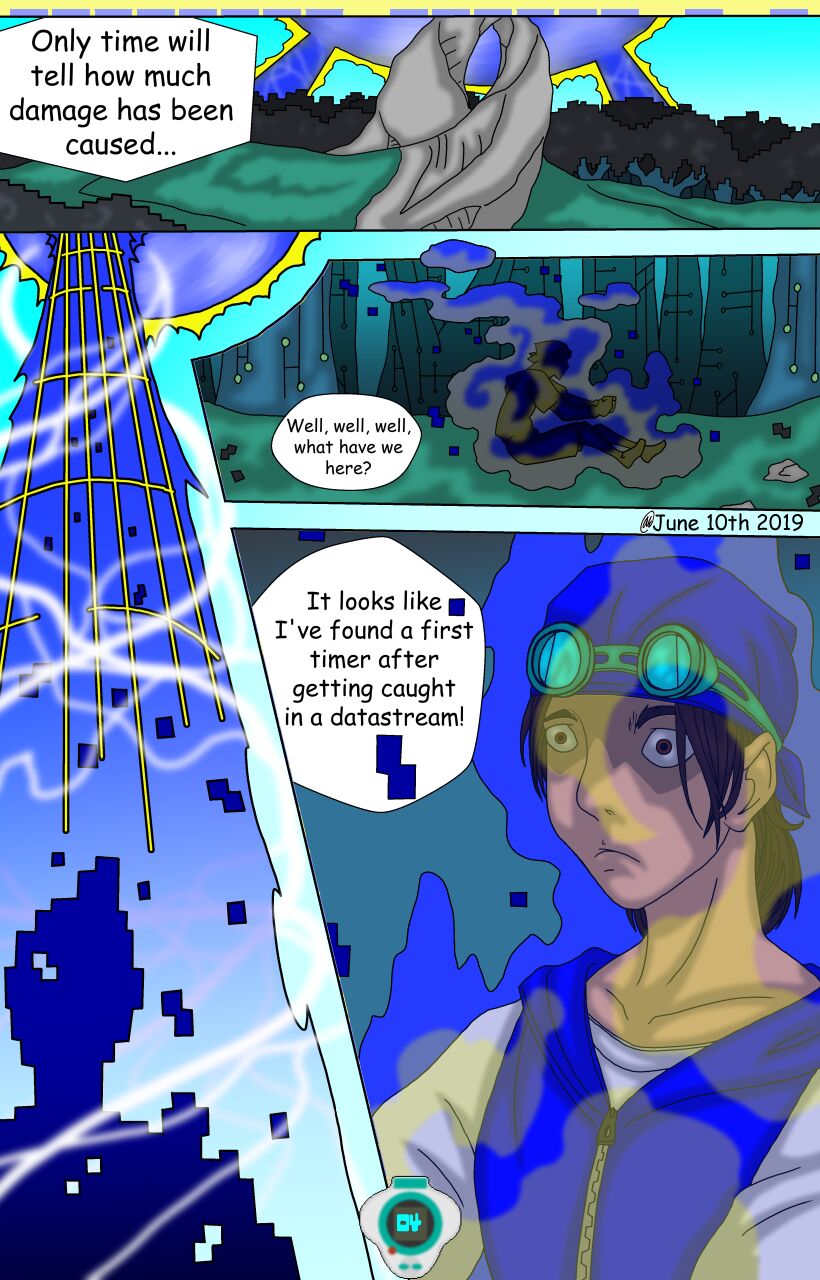 Only time will
tell how much
damage has been
caused...
Well, well, well,
what have we
here?
June 10th 2019
It looks like
I've found a first
timer after
getting caught
in a datastream!
04